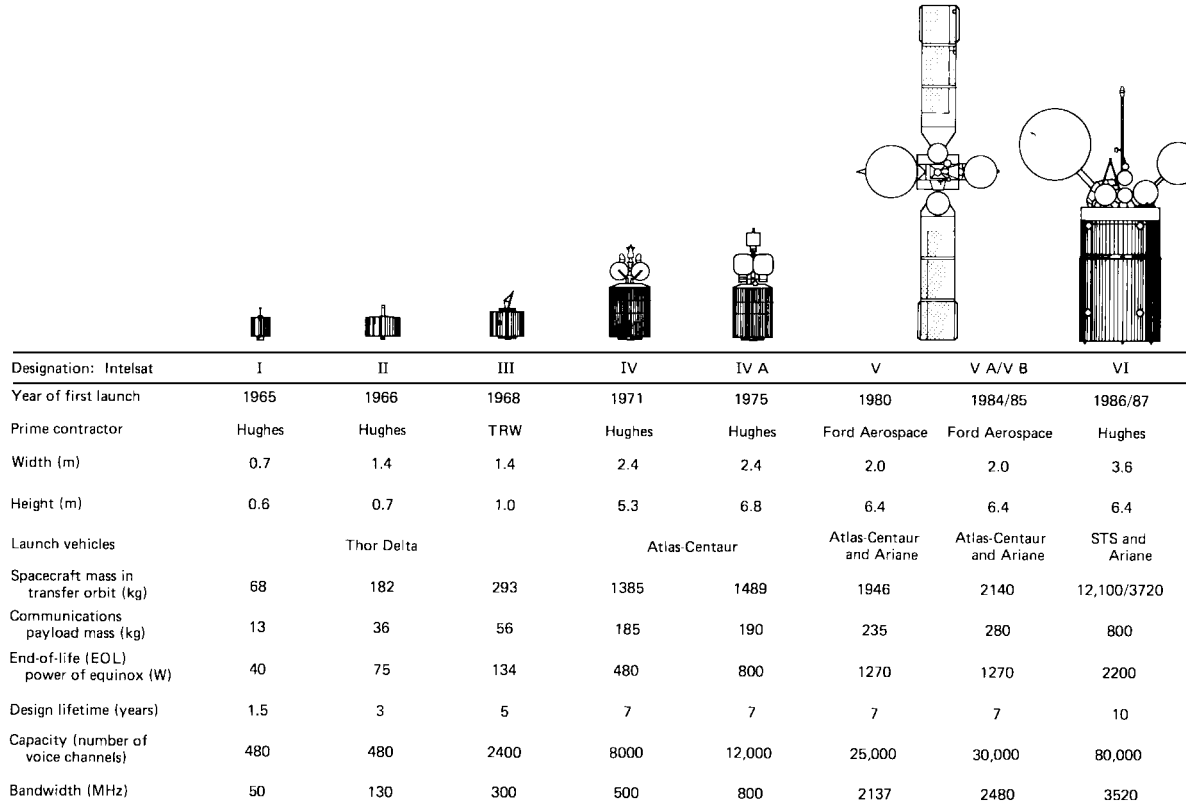 Designation: Intelsat I II III IV IV A V V A/V B VI
Year of first launch 1965 1966 1968 1971 1975 1980 1984/85 1986/87
Prime contractor Hughes Hughes TRW Hughes Hughes Ford Aerospace Ford Aerospace Hughes
Width (m) 0.7 1.4 1.4 2.4 2.4 2.0 2.0 3.6
Height (m) 0.6 0.7 1.0 5.3 6.8 6.4 6.4 6.4
Launch vehicles Thor Delta Atlas-Centaur Atlas-Centaur Atlas-Centaur STS and
and Ariane and Ariane Ariane
Spacecraft mass in
transfer orbit (kg) 68 182 293 1385 1489 1946 2140 12,100/3720
Communications
payload mass (kg) 13 36 56 185 190 235 280 800
End-of-life (EOL)
power of equinox (W) 40 75 134 480 800 1270 1270 2200
Design lifetime (years) 1.5 3 5 7 7 7 7 10
Capacity (number of
voice channels) 480 480 2400 8000 12,000 25,000 30,000 80,000
Bandwidth (MHz) 50 130 300 500 800 2137 2480 3520